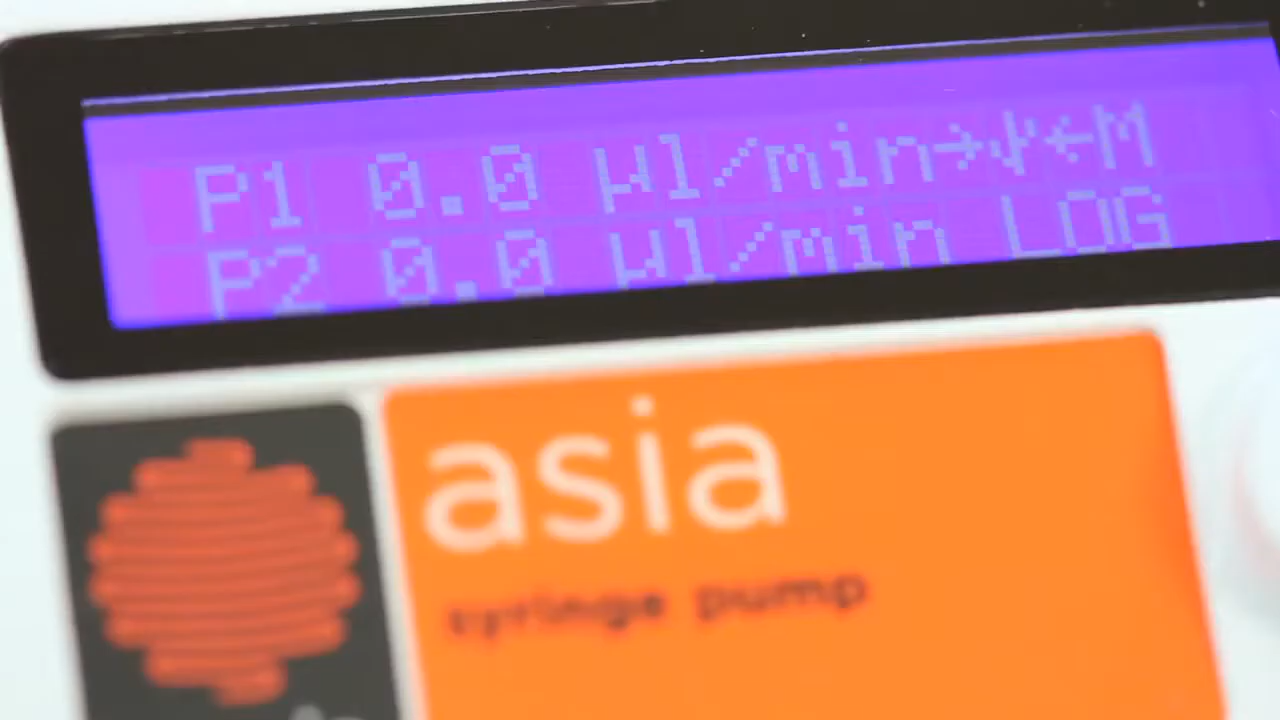 P1 0.0 µl/min→V←M
P2 0.0 µl/min LOG
asia
syringe pump